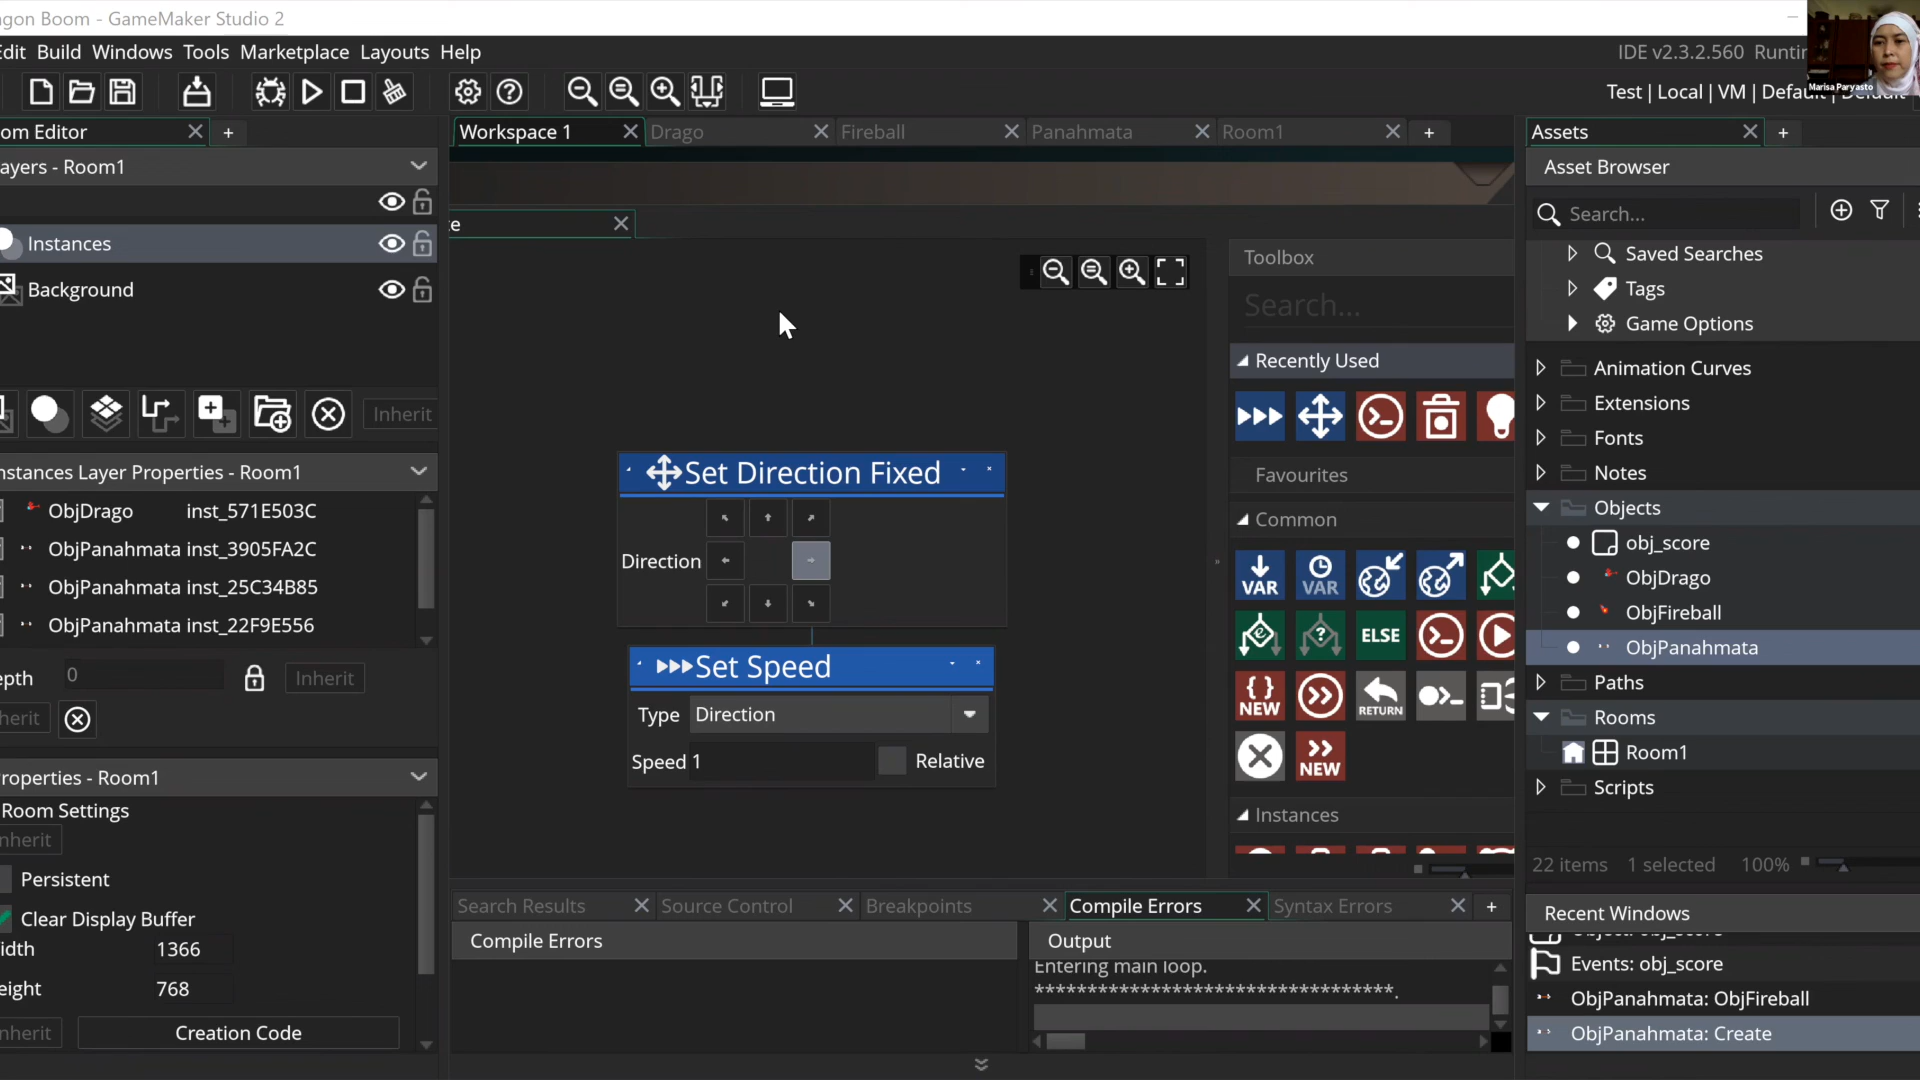 gon Boom - GameMaker Studio 2
dit Build Windows Tools Marketplace Layouts Help
IDE v2.3.2.560
Marisa Paryasto
Test | Local | VM | Default | Default
om Editor
Workspace 1
Drago
Fireball
Panahmata
Room1
Assets
ayers - Room1
Asset Browser
Search...
Instances
Background
Toolbox
Search...
Recently Used
Favourites
Common
VAR
VAR
ELSE
NEW
RETURN
NEW
Instances
Saved Searches
Tags
Game Options
Animation Curves
Extensions
Fonts
Notes
Objects
obj_score
ObjDrago
ObjFireball
ObjPanahmata
Paths
Rooms
Room1
Scripts
22 items 1 selected 100%
Recent Windows
Events: obj_score
ObjPanahmata: ObjFireball
ObjPanahmata: Create
Inherit
nstances Layer Properties - Room1
ObjDrago inst_571E503C
ObjPanahmata inst_3905FA2C
ObjPanahmata inst_25C34B85
ObjPanahmata inst_22F9E556
epth 0 Inherit
herit
roperties - Room1
Room Settings
nherit
Persistent
Clear Display Buffer
idth 1366
eight 768
nherit Creation Code
Set Direction Fixed
Direction
Set Speed
Type Direction
Speed 1 Relative
Search Results
Source Control
Breakpoints
Compile Errors
Syntax Errors
Compile Errors
Output
Entering main loop.
**********************************.